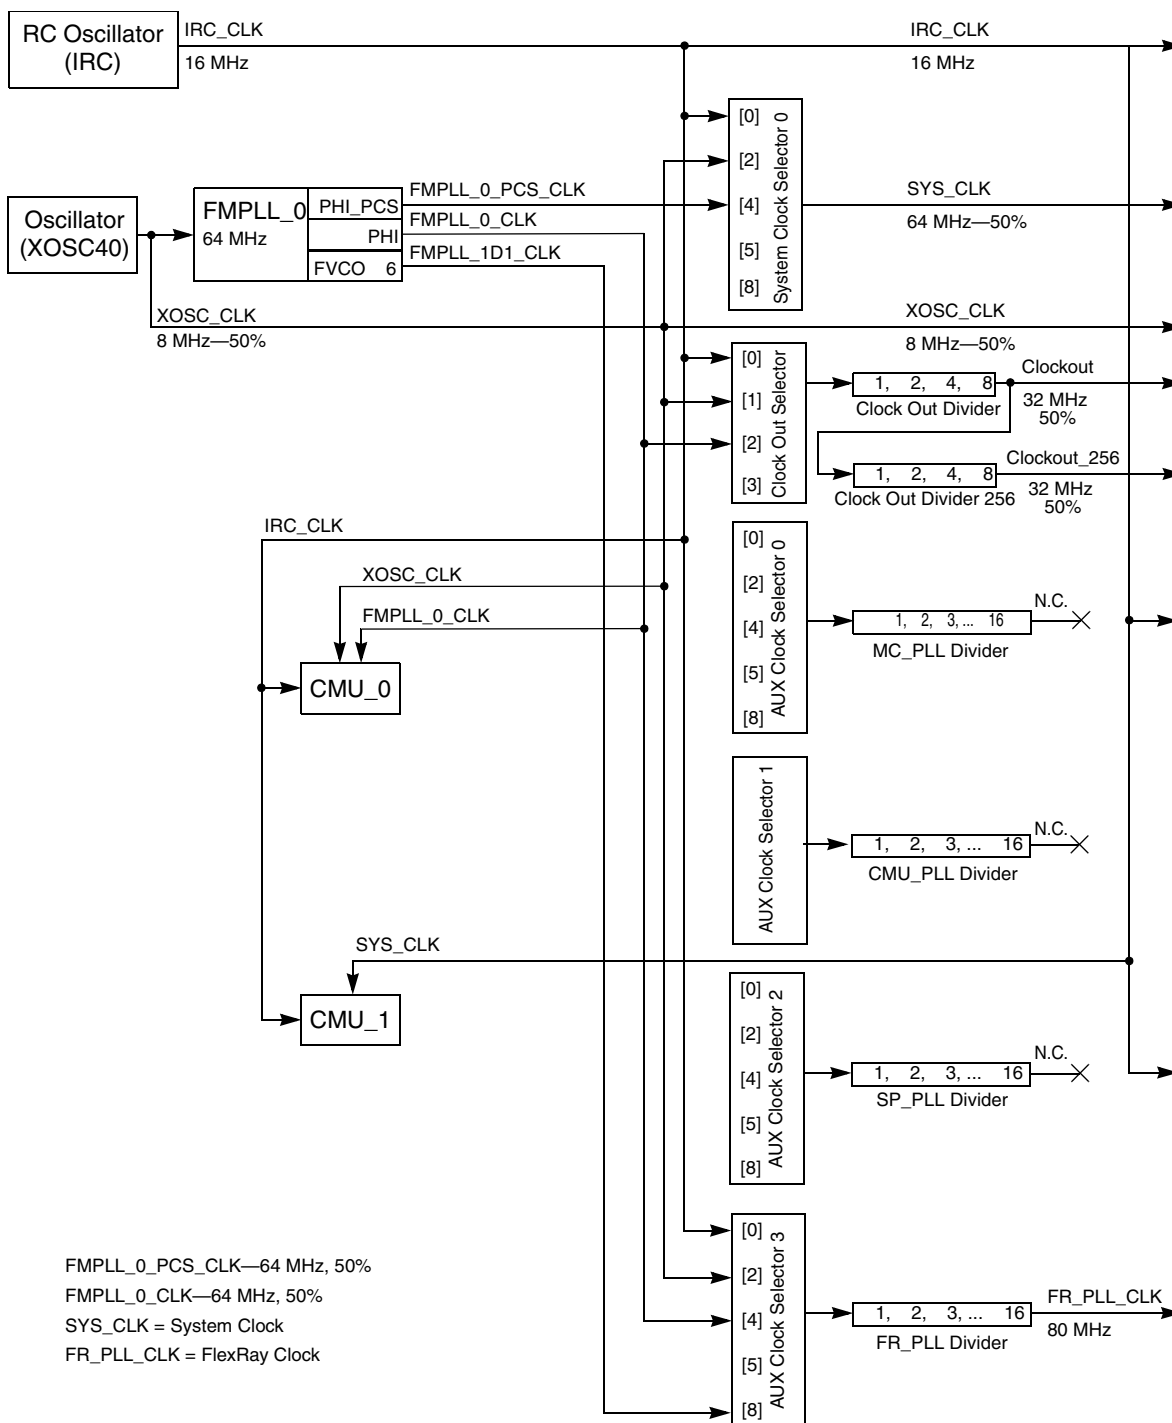 RC Oscillator
(IRC)
IRC_CLK
16 MHz
IRC_CLK
16 MHz
[0]
[2]
[4]
[5]
[8]
System Clock Selector 0
Oscillator
(XOSC40)
FMPLL_0
64 MHz
PHI_PCS
PHI
FVCO 6
FMPLL_0_PCS_CLK
FMPLL_0_CLK
FMPLL_1D1_CLK
SYS_CLK
64 MHz—50%
XOSC_CLK
8 MHz—50%
XOSC_CLK
8 MHz—50%
[0]
[1]
[2]
[3]
Clock Out Selector
1, 2, 4, 8
Clock Out Divider
Clockout
32 MHz
50%
1, 2, 4, 8
Clock Out Divider 256
Clockout_256
32 MHz
50%
IRC_CLK
XOSC_CLK
FMPLL_0_CLK
CMU_0
[0]
[2]
[4]
[5]
[8]
AUX Clock Selector 0
1, 2, 3, ... 16
MC_PLL Divider
N.C.
AUX Clock Selector 1
1, 2, 3, ... 16
CMU_PLL Divider
N.C.
SYS_CLK
CMU_1
[0]
[2]
[4]
[5]
[8]
AUX Clock Selector 2
1, 2, 3, ... 16
SP_PLL Divider
N.C.
[0]
[2]
[4]
[5]
[8]
AUX Clock Selector 3
1, 2, 3, ... 16
FR_PLL Divider
FR_PLL_CLK
80 MHz
FMPLL_0_PCS_CLK—64 MHz, 50%
FMPLL_0_CLK—64 MHz, 50%
SYS_CLK = System Clock
FR_PLL_CLK = FlexRay Clock